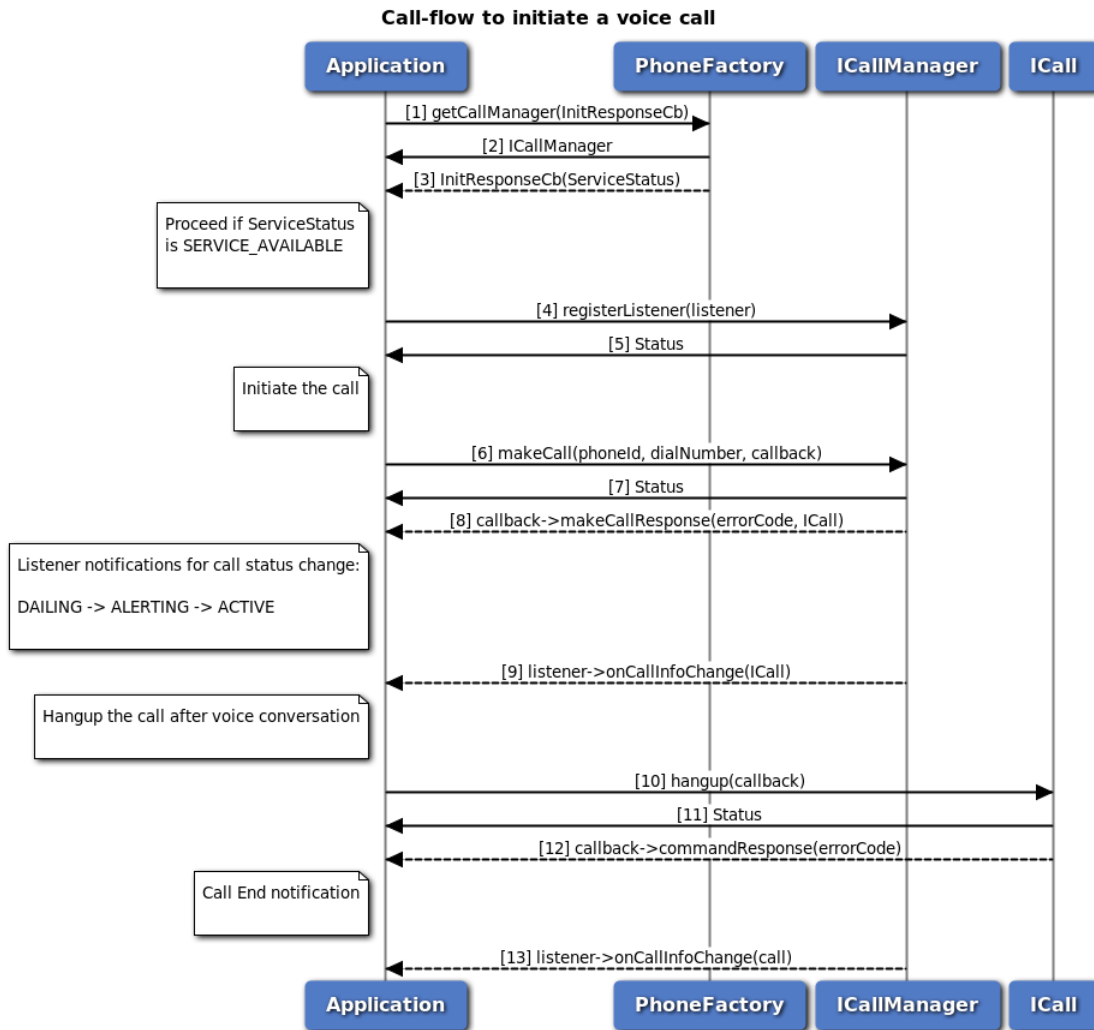 Call-flow to initiate a voice call
Application PhoneFactory ICallManager ICall
[1] getCallManager(InitResponseCb)
[2] ICallManager
[3] InitResponseCb(ServiceStatus)
Proceed if ServiceStatus
is SERVICE_AVAILABLE
[4] registerListener(listener)
[5] Status
Initiate the call
[6] makeCall(phoneId, dialNumber, callback)
[7] Status
[8] callback->makeCallResponse(errorCode, ICall)
Listener notifications for call status change:
DAILING -> ALERTING -> ACTIVE
[9] listener->onCallInfoChange(ICall)
Hangup the call after voice conversation
[10] hangup(callback)
[11] Status
[12] callback->commandResponse(errorCode)
Call End notification
[13] listener->onCallInfoChange(call)
Application PhoneFactory ICallManager ICall